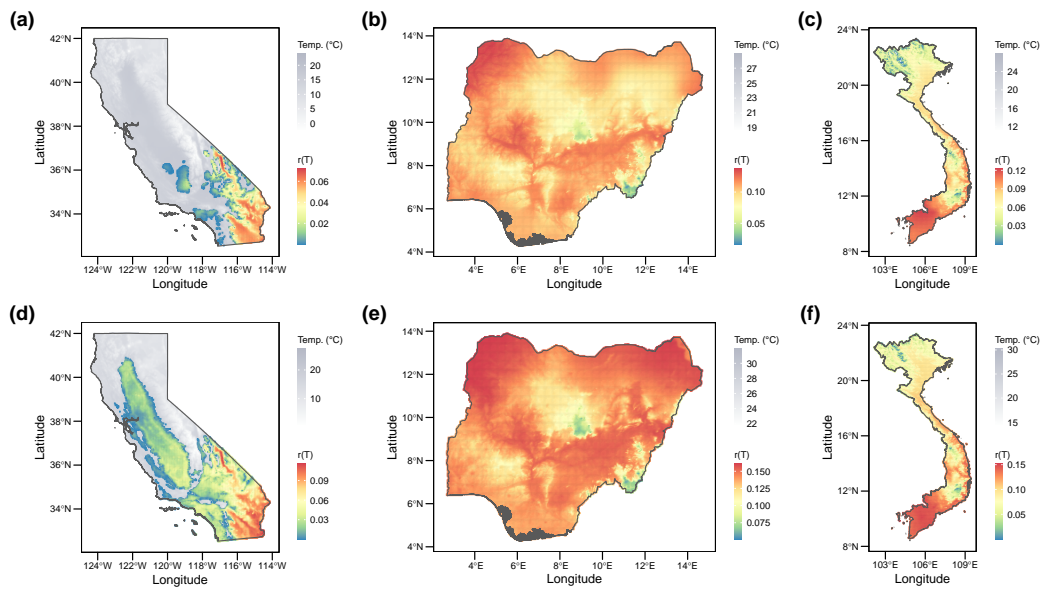 (a)
42°N
40°N
38°N
36°N
34°N
Latitude
124°W 122°W 120°W 118°W 116°W 114°W
Longitude
Temp. (°C)
20
15
10
5
0
r(T)
0.06
0.04
0.02
(b)
14°N
12°N
10°N
8°N
6°N
4°N
Latitude
4°E 6°E 8°E 10°E 12°E 14°E
Longitude
Temp. (°C)
27
25
23
21
19
r(T)
0.10
0.05
(c)
24°N
20°N
16°N
12°N
8°N
Latitude
103°E 106°E 109°E
Longitude
Temp. (°C)
24
20
16
12
r(T)
0.12
0.09
0.06
0.03
(d)
42°N
40°N
38°N
36°N
34°N
Latitude
124°W 122°W 120°W 118°W 116°W 114°W
Longitude
Temp. (°C)
20
10
r(T)
0.09
0.06
0.03
(e)
14°N
12°N
10°N
8°N
6°N
4°N
Latitude
4°E 6°E 8°E 10°E 12°E 14°E
Longitude
Temp. (°C)
30
28
26
24
22
r(T)
0.150
0.125
0.100
0.075
(f)
24°N
20°N
16°N
12°N
8°N
Latitude
103°E 106°E 109°E
Longitude
Temp. (°C)
30
25
20
15
r(T)
0.15
0.10
0.05